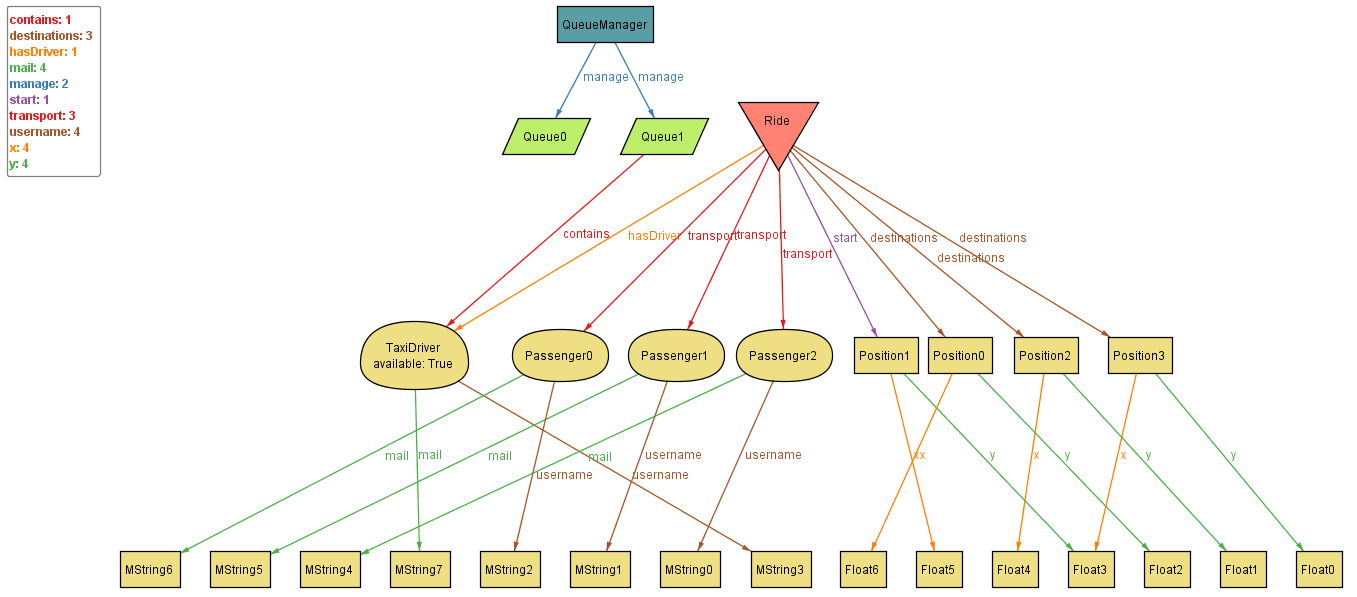 contains: 1
destinations: 3
hasDriver: 1
mail: 4
manage: 2
start: 1
transport: 3
username: 4
x: 4
y: 4
QueueManager
manage manage
Queue0 Queue1 Ride
contains hasDriver transport transport start destinations destinations
transport destinations
TaxiDriver
available: True
Passenger0 Passenger1 Passenger2 Position1 Position0 Position2 Position3
mail mail mail mail username username x x y x y x y y
username username
MString6 MString5 MString4 MString7 MString2 MString1 MString0 MString3 Float6 Float5 Float4 Float3 Float2 Float1 Float0